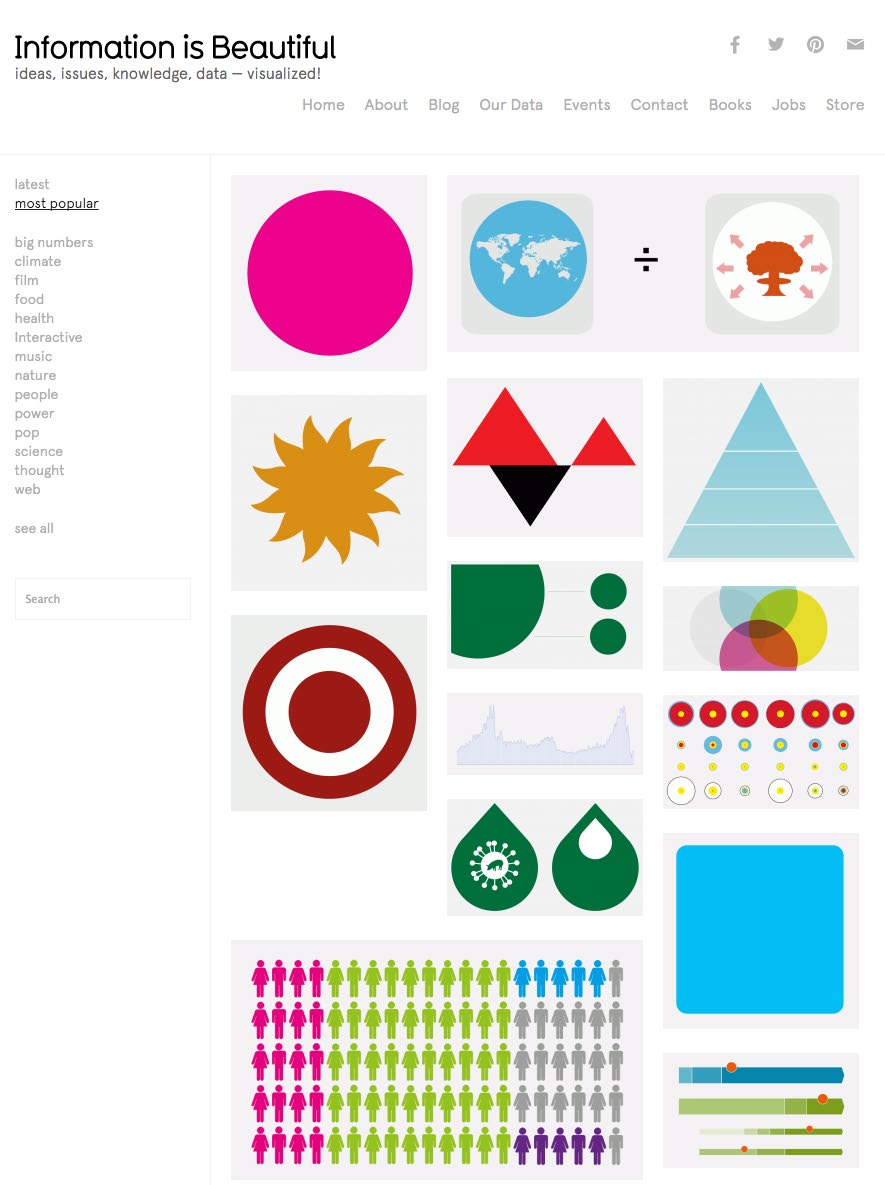 Information is Beautiful
ideas, issues, knowledge, data — visualized!
Home About Blog Our Data Events Contact Books Jobs Store
latest
most popular
big numbers
climate
film
food
health
Interactive
music
nature
people
power
pop
science
thought
web
see all
Search